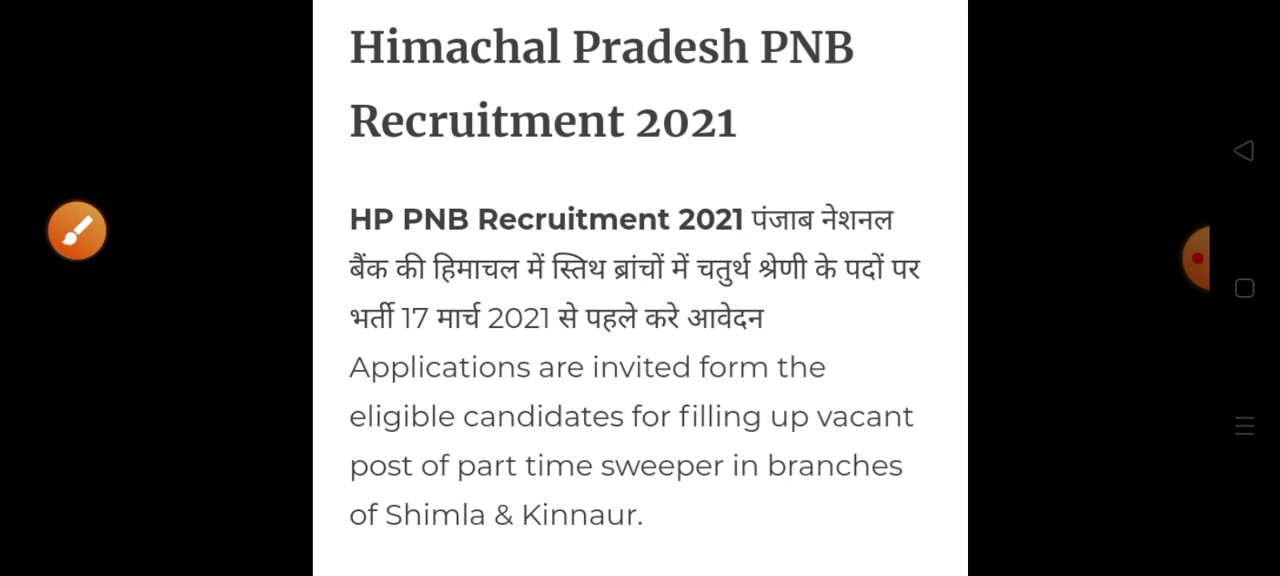 Himachal Pradesh PNB
Recruitment 2021
HP PNB Recruitment 2021 पंजाब नेशनल
बैंक की हिमाचल में स्तिथ ब्रांचों में चतुर्थ श्रेणी के पदों पर
भर्ती 17 मार्च 2021 से पहले करे आवेदन
Applications are invited form the
eligible candidates for filling up vacant
post of part time sweeper in branches
of Shimla & Kinnaur.